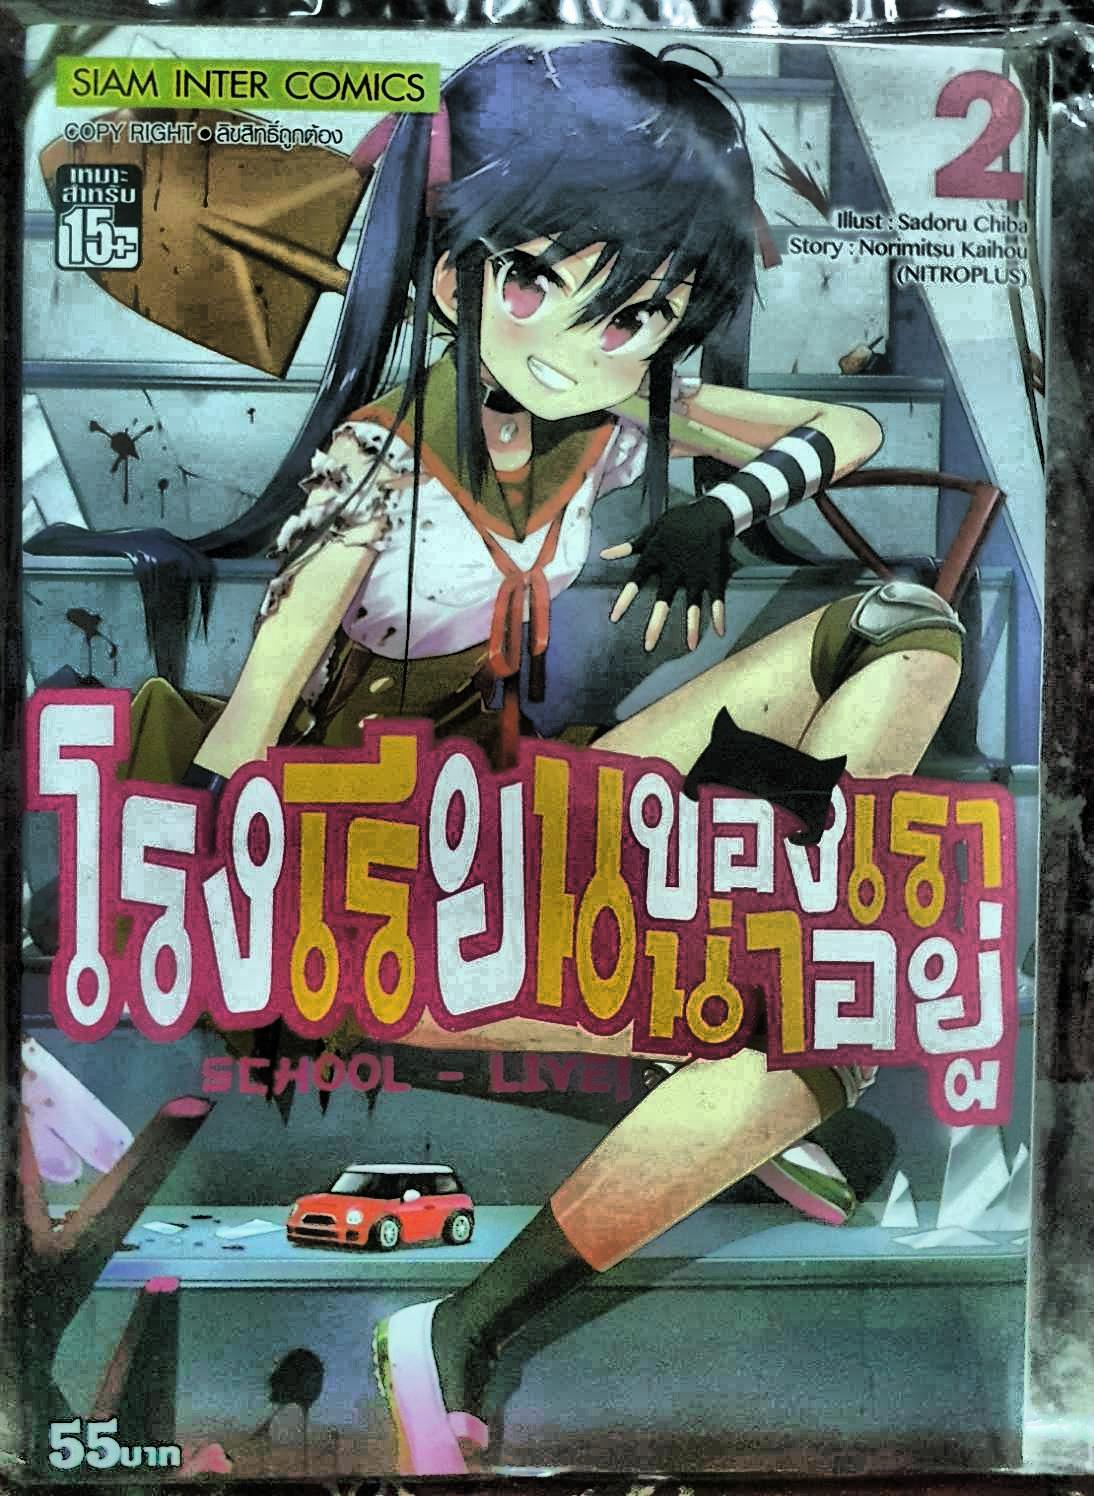 SIAM INTER COMICS
COPY RIGHT • ลิขสิทธิ์ถูกต้อง
เหมาะ
สำหรับ
15+
2
Illust : Sadoru Chiba
Story : Norimitsu Kaihou
(NITROPLUS)
โรงเรียนของเรา
น่าอยู่
SCHOOL - LIVE!
55บาท